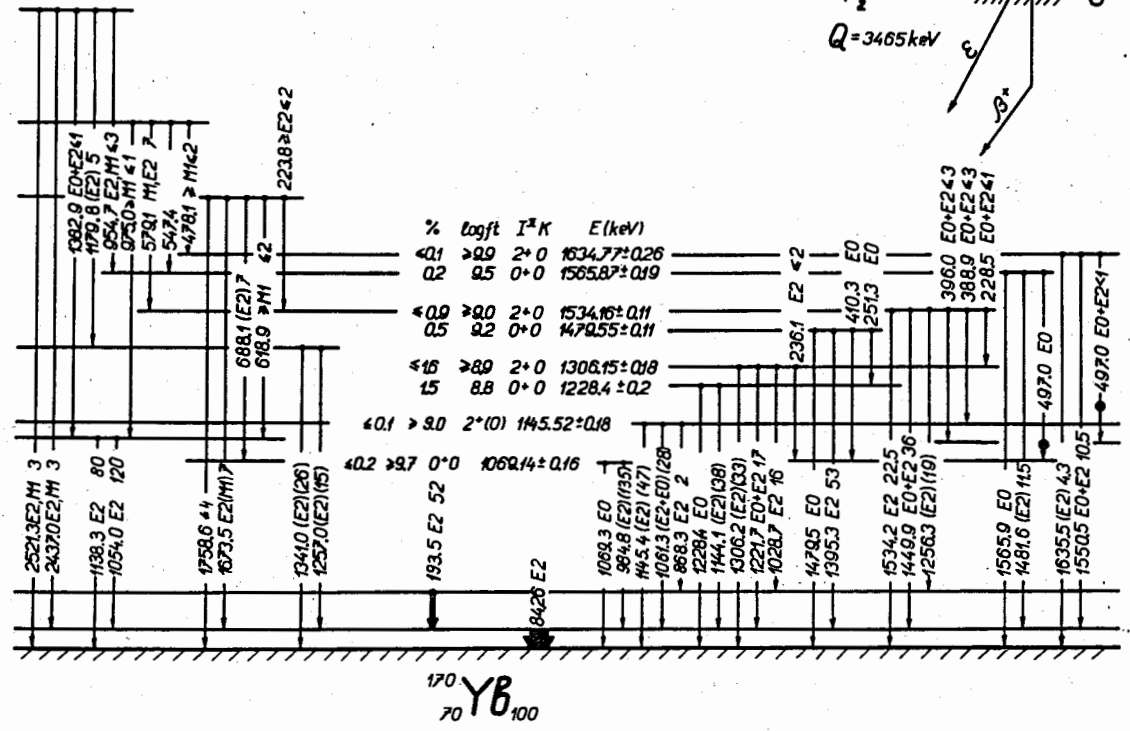 Q=3465keV
ε
β⁺
% logft IᵖK E(keV)
≤0.1 ≥9.9 2+0 1634.77±0.26
0.2 9.5 0+0 1565.87±0.19
≤0.9 ≥9.0 2+0 1534.16±0.11
0.5 9.2 0+0 1479.55±0.11
≤1.6 ≥8.9 2+0 1306.15±0.18
1.5 8.8 0+0 1228.4±0.2
≤0.1 >9.0 2⁺(0) 1145.52±0.18
≤0.2 ≥9.7 0⁺0 1069.14±0.16
1382.9 E0+E2≤1
1179.8 (E2) 5
954.7 E2,M1 ≤3
975.0≥M1 ≤1
579.1 M1,E2 7
547.4
478.1 ≥M1≤2
223.8≥E2≤2
688.1 (E2) 7
618.9 ≥M1 ≤2
2521.3E2,M1 3
2437.0E2,M1 3
1138.3 E2 80
1054.0 E2 120
1758.6 ≤4
1673.5 E2(M1) 7
1341.0 (E2)(26)
1257.0 (E2)(15)
193.5 E2 52
84.26 E2
1069.3 E0
984.8 (E2)(135)
1145.4 (E2)(47)
1061.3 (E2+E0)(28)
868.3 E2 2
1228.4 E0
1144.1 (E2)(38)
1306.2 (E2)(33)
1221.7 E0+E2 17
1028.7 E2 16
236.1 E2 ≤2
1479.5 E0
1395.3 E2 53
410.3 E0
251.3 E0
1534.2 E2 22.5
1449.9 E0+E2 36
1256.3 (E2)(19)
396.0 E0+E2≤3
388.9 E0+E2≤3
228.5 E0+E2≤1
1565.9 E0
1481.6 (E2) 11.5
497.0 E0
1635.5 (E2) 4.3
1550.5 E0+E2 10.5
497.0 E0+E2≤1
¹⁷⁰₇₀YB₁₀₀